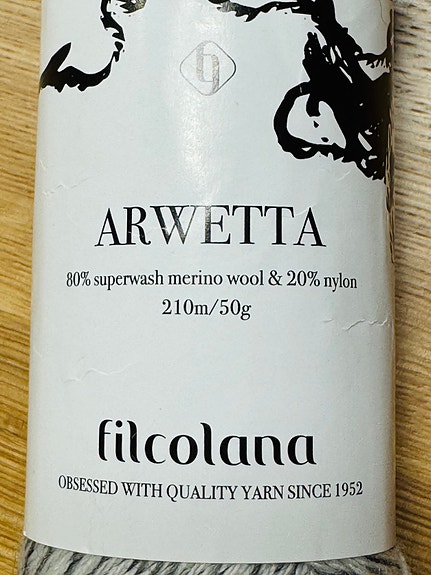 ARWETTA
80% superwash merino wool & 20% nylon
210m/50g
filcolana
OBSESSED WITH QUALITY YARN SINCE 1952